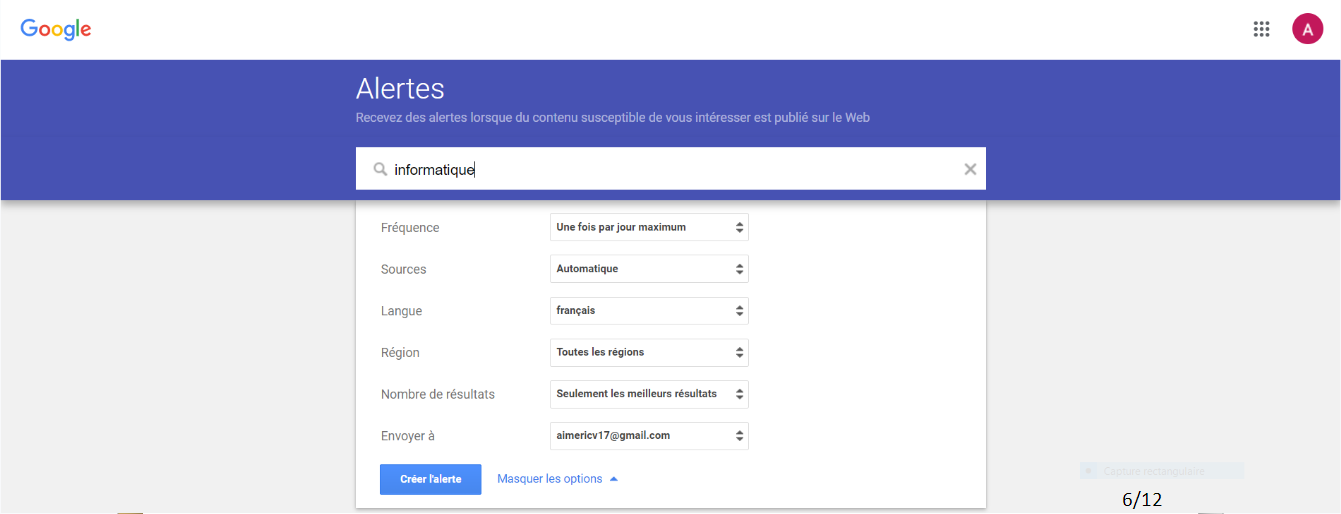 Google
A
Alertes
Recevez des alertes lorsque du contenu susceptible de vous intéresser est publié sur le Web
informatique
Fréquence Une fois par jour maximum
Sources Automatique
Langue français
Région Toutes les régions
Nombre de résultats Seulement les meilleurs résultats
Envoyer à aimericv17@gmail.com
Créer l'alerte Masquer les options
Capture rectangulaire
6/12